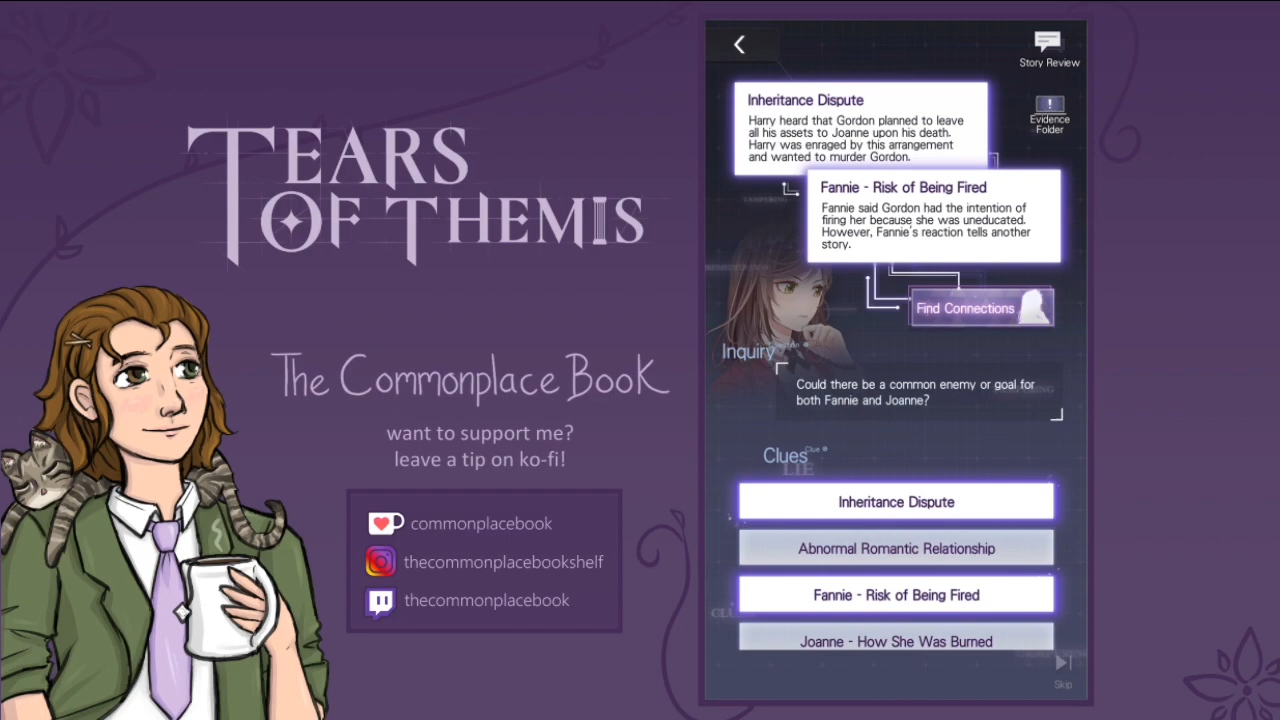 TEARS
OF THEMIS
The Commonplace Book
want to support me?
leave a tip on ko-fi!
commonplacebook
thecommonplacebookshelf
thecommonplacebook
Story Review
Evidence
Folder
Inheritance Dispute
Harry heard that Gordon planned to leave
all his assets to Joanne upon his death.
Harry was enraged by this arrangement
and wanted to murder Gordon.
Fannie - Risk of Being Fired
Fannie said Gordon had the intention of
firing her because she was uneducated.
However, Fannie's reaction tells another
story.
Find Connections
Inquiry
Could there be a common enemy or goal for
both Fannie and Joanne?
Clues
Clue
LIE
Inheritance Dispute
Abnormal Romantic Relationship
Fannie - Risk of Being Fired
Joanne - How She Was Burned
Skip